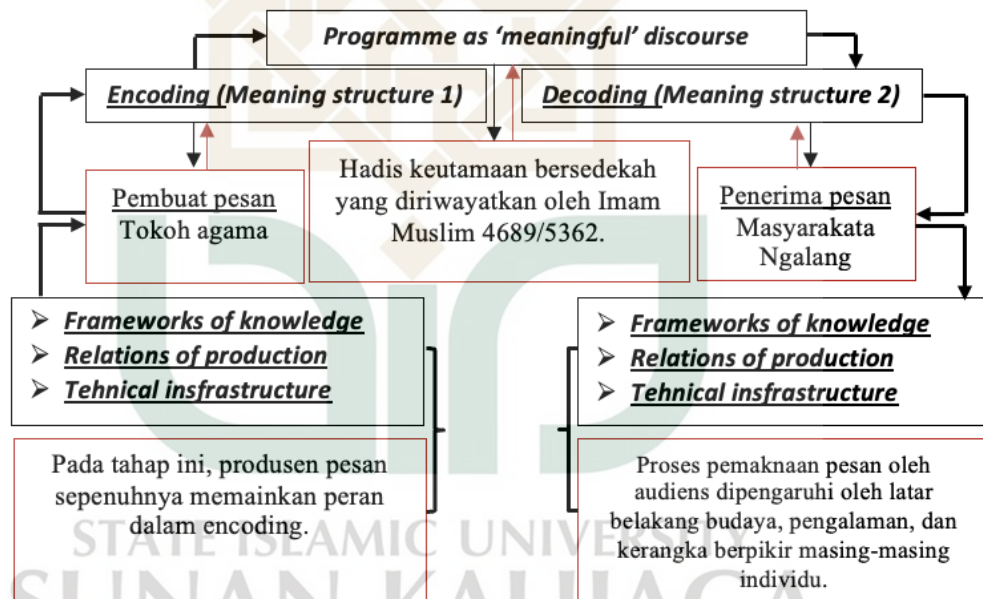 Programme as ‘meaningful’ discourse
Encoding (Meaning structure 1)
Decoding (Meaning structure 2)
Pembuat pesan
Tokoh agama
Hadis keutamaan bersedekah
yang diriwayatkan oleh Imam
Muslim 4689/5362.
Penerima pesan
Masyarakata
Ngalang
➢ Frameworks of knowledge
➢ Relations of production
➢ Tehnical insfrastructure
➢ Frameworks of knowledge
➢ Relations of production
➢ Tehnical insfrastructure
Pada tahap ini, produsen pesan
sepenuhnya memainkan peran
dalam encoding.
Proses pemaknaan pesan oleh
audiens dipengaruhi oleh latar
belakang budaya, pengalaman, dan
kerangka berpikir masing-masing
individu.
STATE ISLAMIC UNIVERSITY
SUNAN KALIJAGA